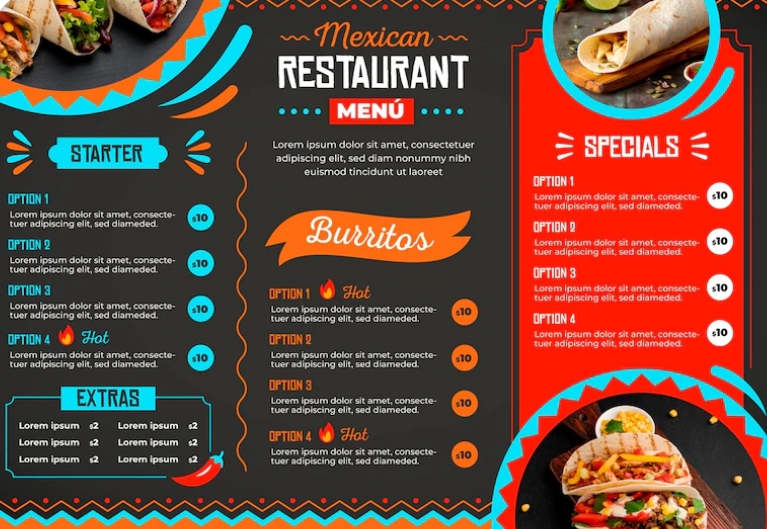 Mexican
RESTAURANT
MENÚ
Lorem ipsum dolor sit amet, consectetuer
adipiscing elit, sed diam nonummy nibh
euismod tincidunt ut laoreet
STARTER
OPTION 1
Lorem ipsum dolor sit amet, consecte-
tuer adipiscing elit, sed diameded.
$10
OPTION 2
Lorem ipsum dolor sit amet, consecte-
tuer adipiscing elit, sed diameded.
$10
OPTION 3
Lorem ipsum dolor sit amet, consecte-
tuer adipiscing elit, sed diameded.
$10
OPTION 4 Hot
Lorem ipsum dolor sit amet, consecte-
tuer adipiscing elit, sed diameded.
$10
EXTRAS
Lorem ipsum $2 Lorem ipsum $2
Lorem ipsum $2 Lorem ipsum $2
Lorem ipsum $2 Lorem ipsum $2
Burritos
OPTION 1 Hot
Lorem ipsum dolor sit amet, consecte-
tuer adipiscing elit, sed diameded.
$10
OPTION 2
Lorem ipsum dolor sit amet, consecte-
tuer adipiscing elit, sed diameded.
$10
OPTION 3
Lorem ipsum dolor sit amet, consecte-
tuer adipiscing elit, sed diameded.
$10
OPTION 4 Hot
Lorem ipsum dolor sit amet, consecte-
tuer adipiscing elit, sed diameded.
$10
SPECIALS
OPTION 1
Lorem ipsum dolor sit amet, consecte-
tuer adipiscing elit, sed diameded.
$10
OPTION 2
Lorem ipsum dolor sit amet, consecte-
tuer adipiscing elit, sed diameded.
$10
OPTION 3
Lorem ipsum dolor sit amet, consecte-
tuer adipiscing elit, sed diameded.
$10
OPTION 4
Lorem ipsum dolor sit amet, consecte-
tuer adipiscing elit, sed diameded.
$10